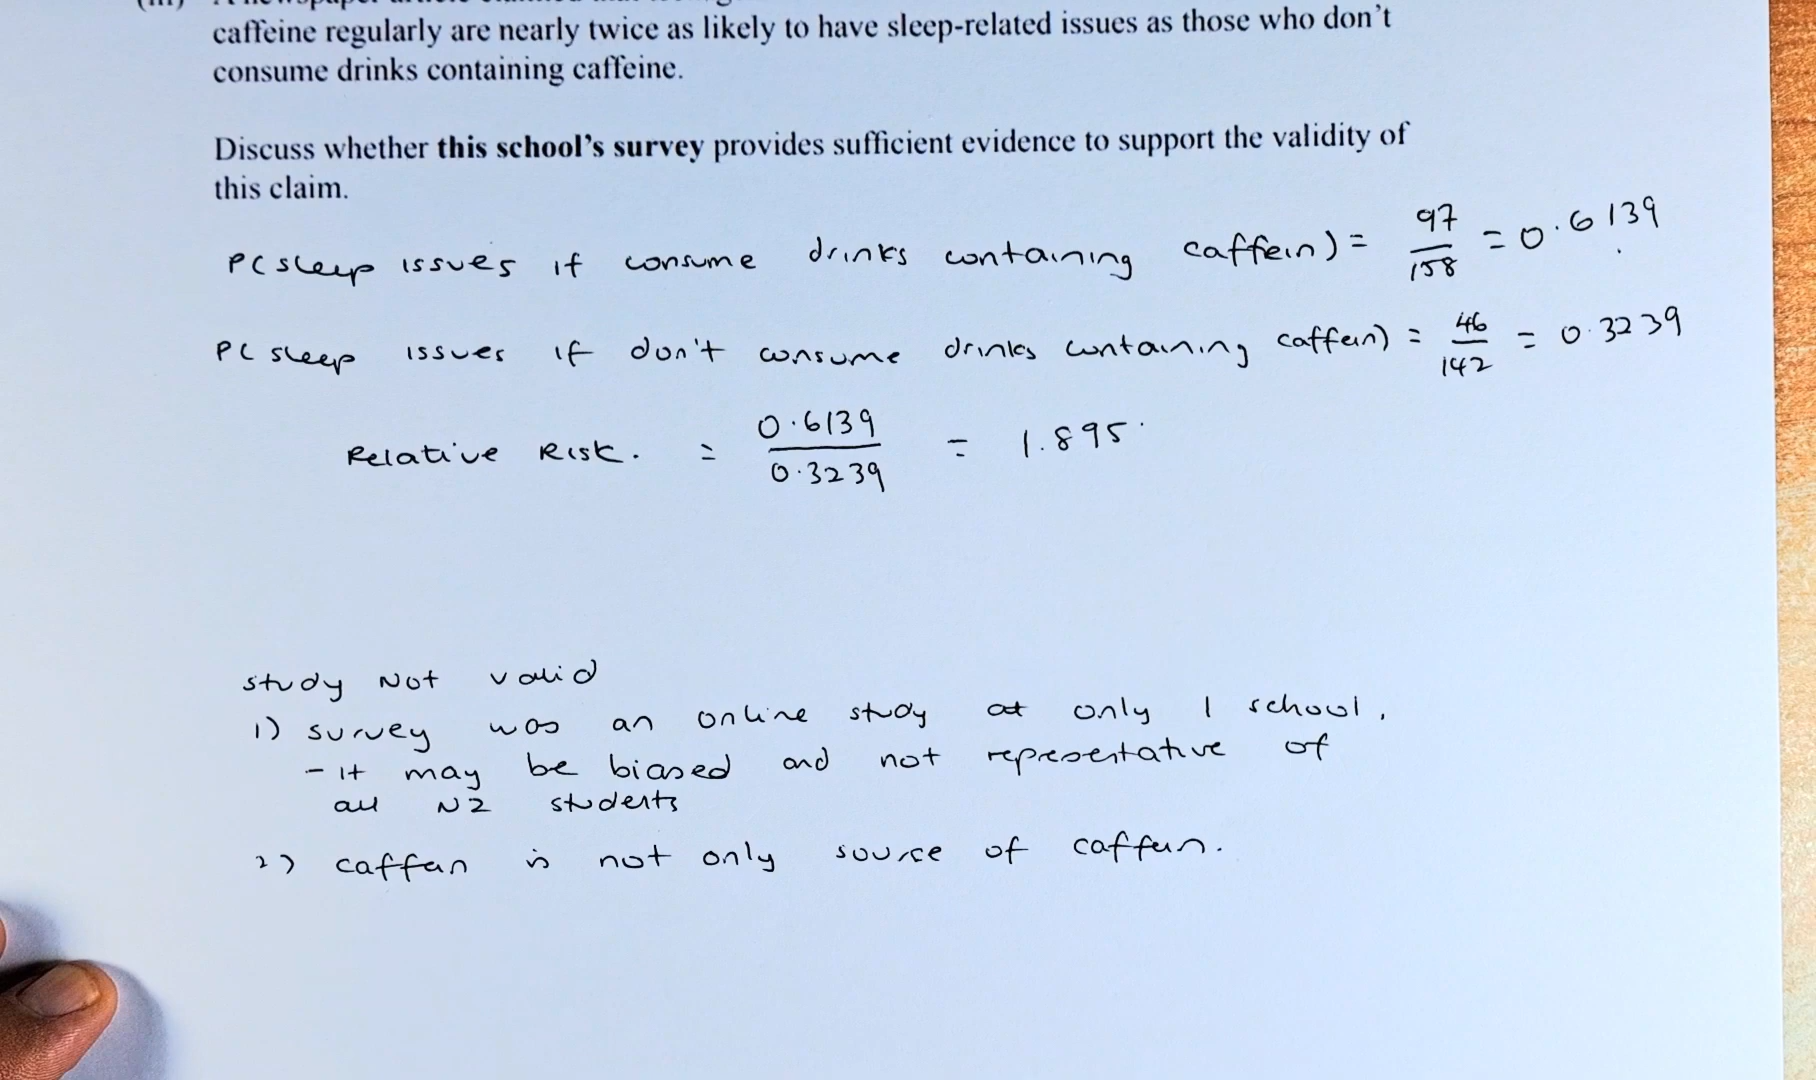 caffeine regularly are nearly twice as likely to have sleep-related issues as those who don't
consume drinks containing caffeine.
Discuss whether this school's survey provides sufficient evidence to support the validity of
this claim.
P(sleep issues if consume drinks containing caffein) = 97/158 = 0.6139
P(sleep issues if don't consume drinks containing caffein) = 46/142 = 0.3239
Relative Risk. = 0.6139/0.3239 = 1.895.
study Not valid
1) survey was an online study at only 1 school,
- it may be biased and not representative of
all NZ students
2) caffein is not only source of caffein.